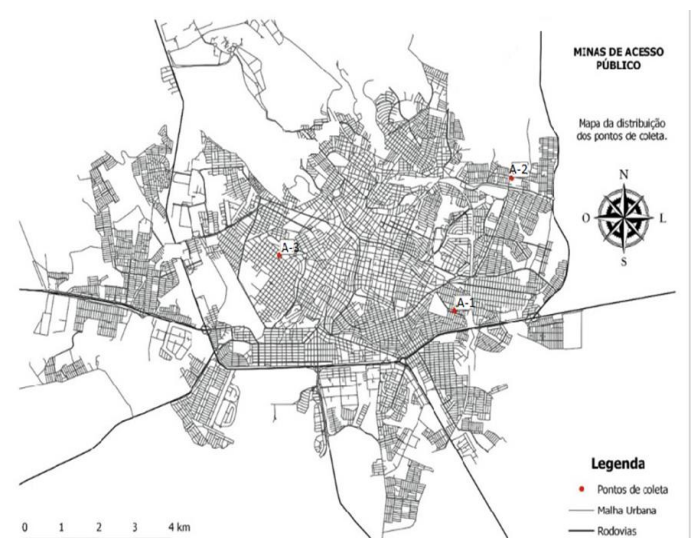 MINAS DE ACESSO
PÚBLICO
Mapa da distribuição
dos pontos de coleta.
N
O
L
S
A-2
A-3
A-1
Legenda
Pontos de coleta
Malha Urbana
Rodovias
0 1 2 3 4 km